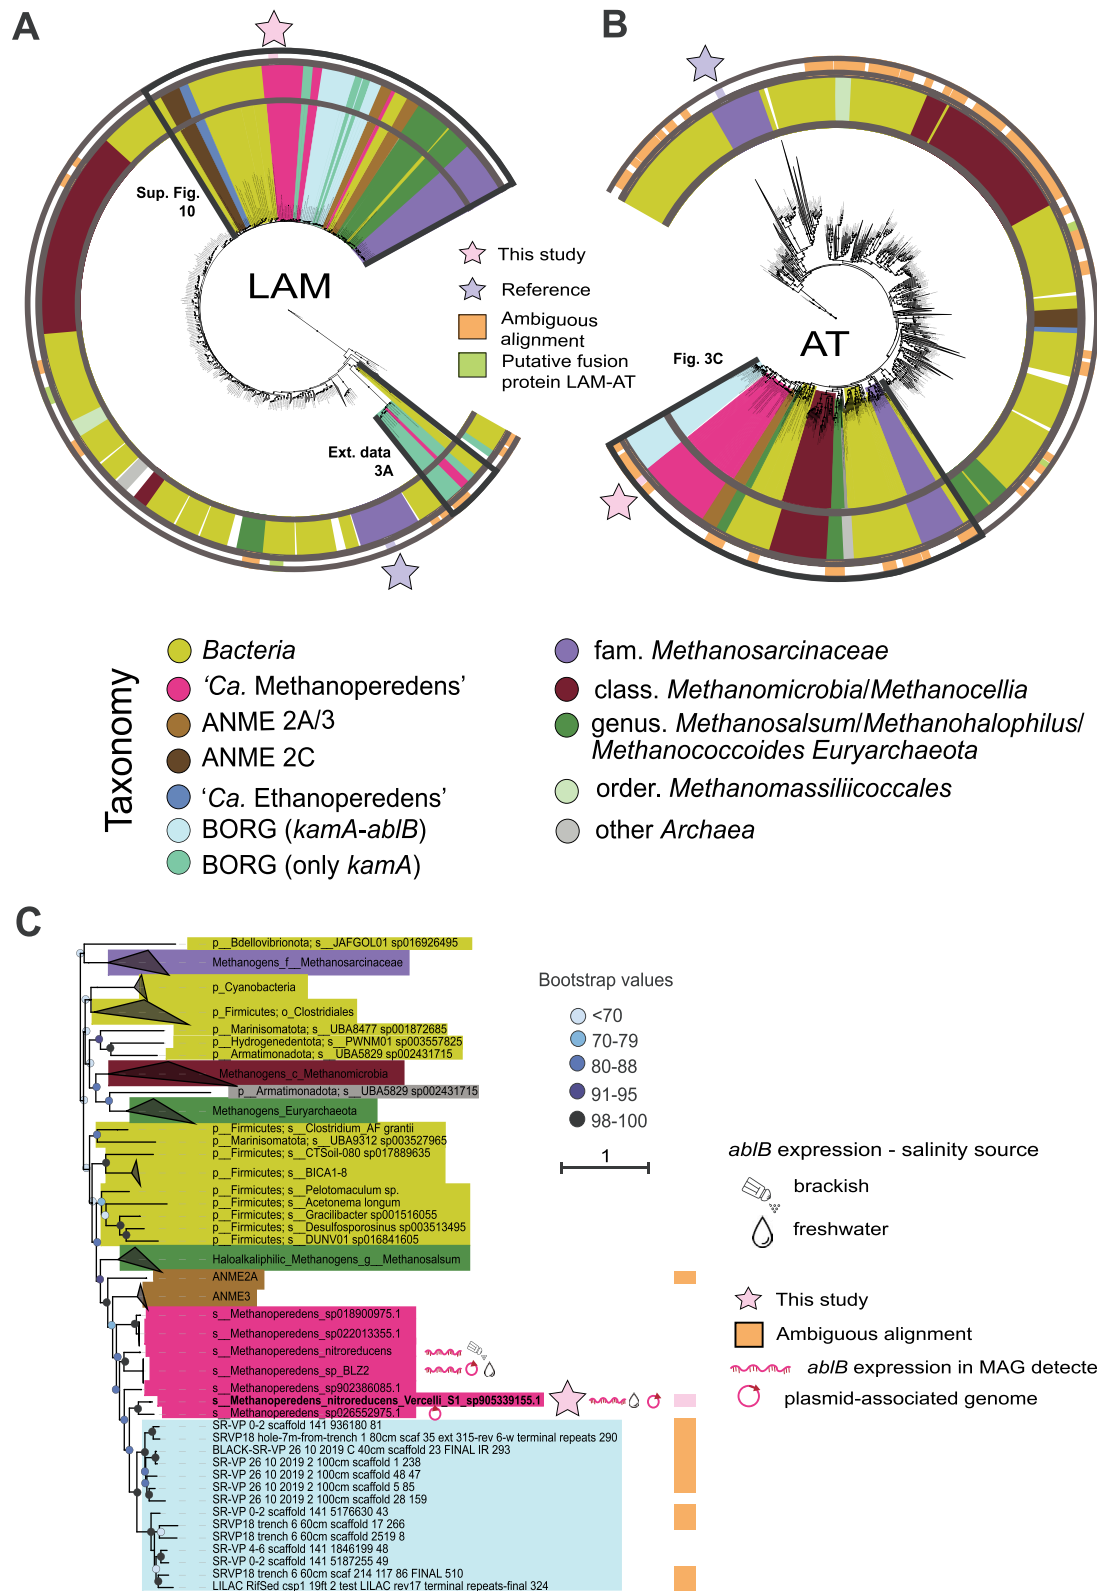 A
B
Sup. Fig.
10
LAM
This study
Reference
Ambiguous
alignment
Putative fusion
protein LAM-AT
Fig. 3C
AT
Ext. data
3A
Taxonomy
Bacteria
‘Ca. Methanoperedens’
ANME 2A/3
ANME 2C
‘Ca. Ethanoperedens’
BORG (kamA-ablB)
BORG (only kamA)
fam. Methanosarcinaceae
class. Methanomicrobia/Methanocellia
genus. Methanosalsum/Methanohalophilus/
Methanococcoides Euryarchaeota
order. Methanomassiliicoccales
other Archaea
C
p__Bdellovibrionota; s__JAFGOL01 sp016926495
Methanogens_f__Methanosarcinaceae
p_Cyanobacteria
p_Firmicutes; o_Clostridiales
p__Marinisomatota; s__UBA8477 sp001872685
p__Hydrogenedentota; s__PWNM01 sp003557825
p__Armatimonadota; s__UBA5829 sp002431715
Methanogens_c_Methanomicrobia
p__Armatimonadota; s__UBA5829 sp002431715
Methanogens_Euryarchaeota
p__Firmicutes; s__Clostridium_AF grantii
p__Marinisomatota; s__UBA9312 sp003527965
p__Firmicutes; s__CTSoil-080 sp017889635
p__Firmicutes; s__BICA1-8
p__Firmicutes; s__Pelotomaculum sp.
p__Firmicutes; s__Acetonema longum
p__Firmicutes; s__Gracilibacter sp001516055
p__Firmicutes; s__Desulfosporosinus sp003513495
p__Firmicutes; s__DUNV01 sp016841605
Haloalkaliphilic_Methanogens_g__Methanosalsum
ANME2A
ANME3
s__Methanoperedens_sp018900975.1
s__Methanoperedens_sp022013355.1
s__Methanoperedens_nitroreducens
s__Methanoperedens_sp_BLZ2
s__Methanoperedens_sp902386085.1
s__Methanoperedens_nitroreducens_Vercelli_S1_sp905339155.1
s__Methanoperedens_sp026552975.1
SR-VP 0-2 scaffold 141 936180 81
SRVP18 hole-7m-from-trench 1 80cm scaf 35 ext 315-rev 6-w terminal repeats 290
BLACK-SR-VP 26 10 2019 C 40cm scaffold 23 FINAL IR 293
SR-VP 26 10 2019 2 100cm scaffold 1 238
SR-VP 26 10 2019 2 100cm scaffold 48 47
SR-VP 26 10 2019 2 100cm scaffold 5 85
SR-VP 26 10 2019 2 100cm scaffold 28 159
SR-VP 0-2 scaffold 141 5176630 43
SRVP18 trench 6 60cm scaffold 17 266
SRVP18 trench 6 60cm scaffold 2519 8
SR-VP 4-6 scaffold 141 1846199 48
SR-VP 0-2 scaffold 141 5187255 49
SRVP18 trench 6 60cm scaf 214 117 86 FINAL 510
LILAC RifSed csp1 19ft 2 test LILAC rev17 terminal repeats-final 324
Bootstrap values
<70
70-79
80-88
91-95
98-100
1
ablB expression - salinity source
brackish
freshwater
This study
Ambiguous alignment
ablB expression in MAG detecte
plasmid-associated genome